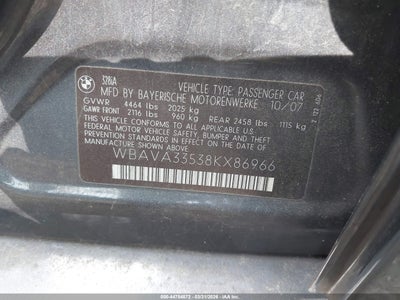 328iA
VEHICLE TYPE: PASSENGER CAR
MFD BY BAYERISCHE MOTORENWERKE 10/07
GVWR 4464 lbs 2025 kg
GAWR FRONT 2116 lbs 960 kg REAR 2458 lbs 1115 kg
THIS VEHICLE CONFORMS TO ALL APPLICABLE FEDERAL
MOTOR VEHICLE SAFETY, BUMPER, AND THEFT
PREVENTION STANDARDS IN EFFECT ON THE DATE OF
MANUFACTURE SHOWN ABOVE.
WBAVA33538KX86966